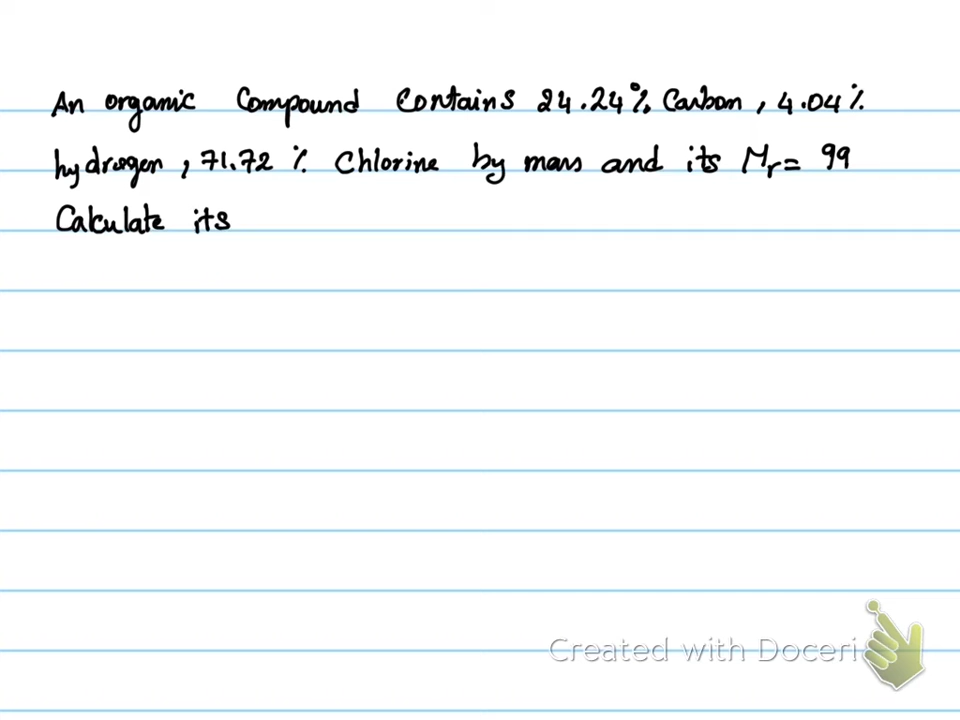 An organic Compound Contains 24.24% Carbon, 4.04%
hydrogen, 71.72 % Chlorine by mass and its Mr= 99
Calculate its
Created with Doceri